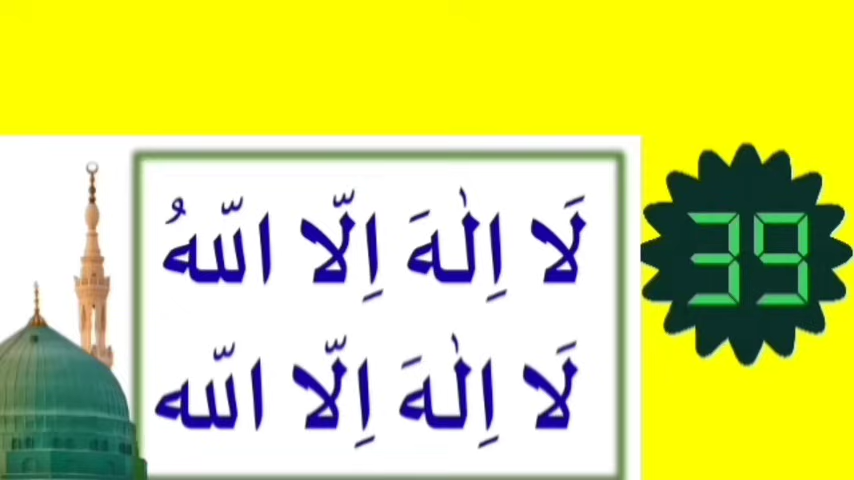 لَا اِلٰهَ اِلّا اللّهُ
لَا اِلٰهَ اِلّا اللّه
39